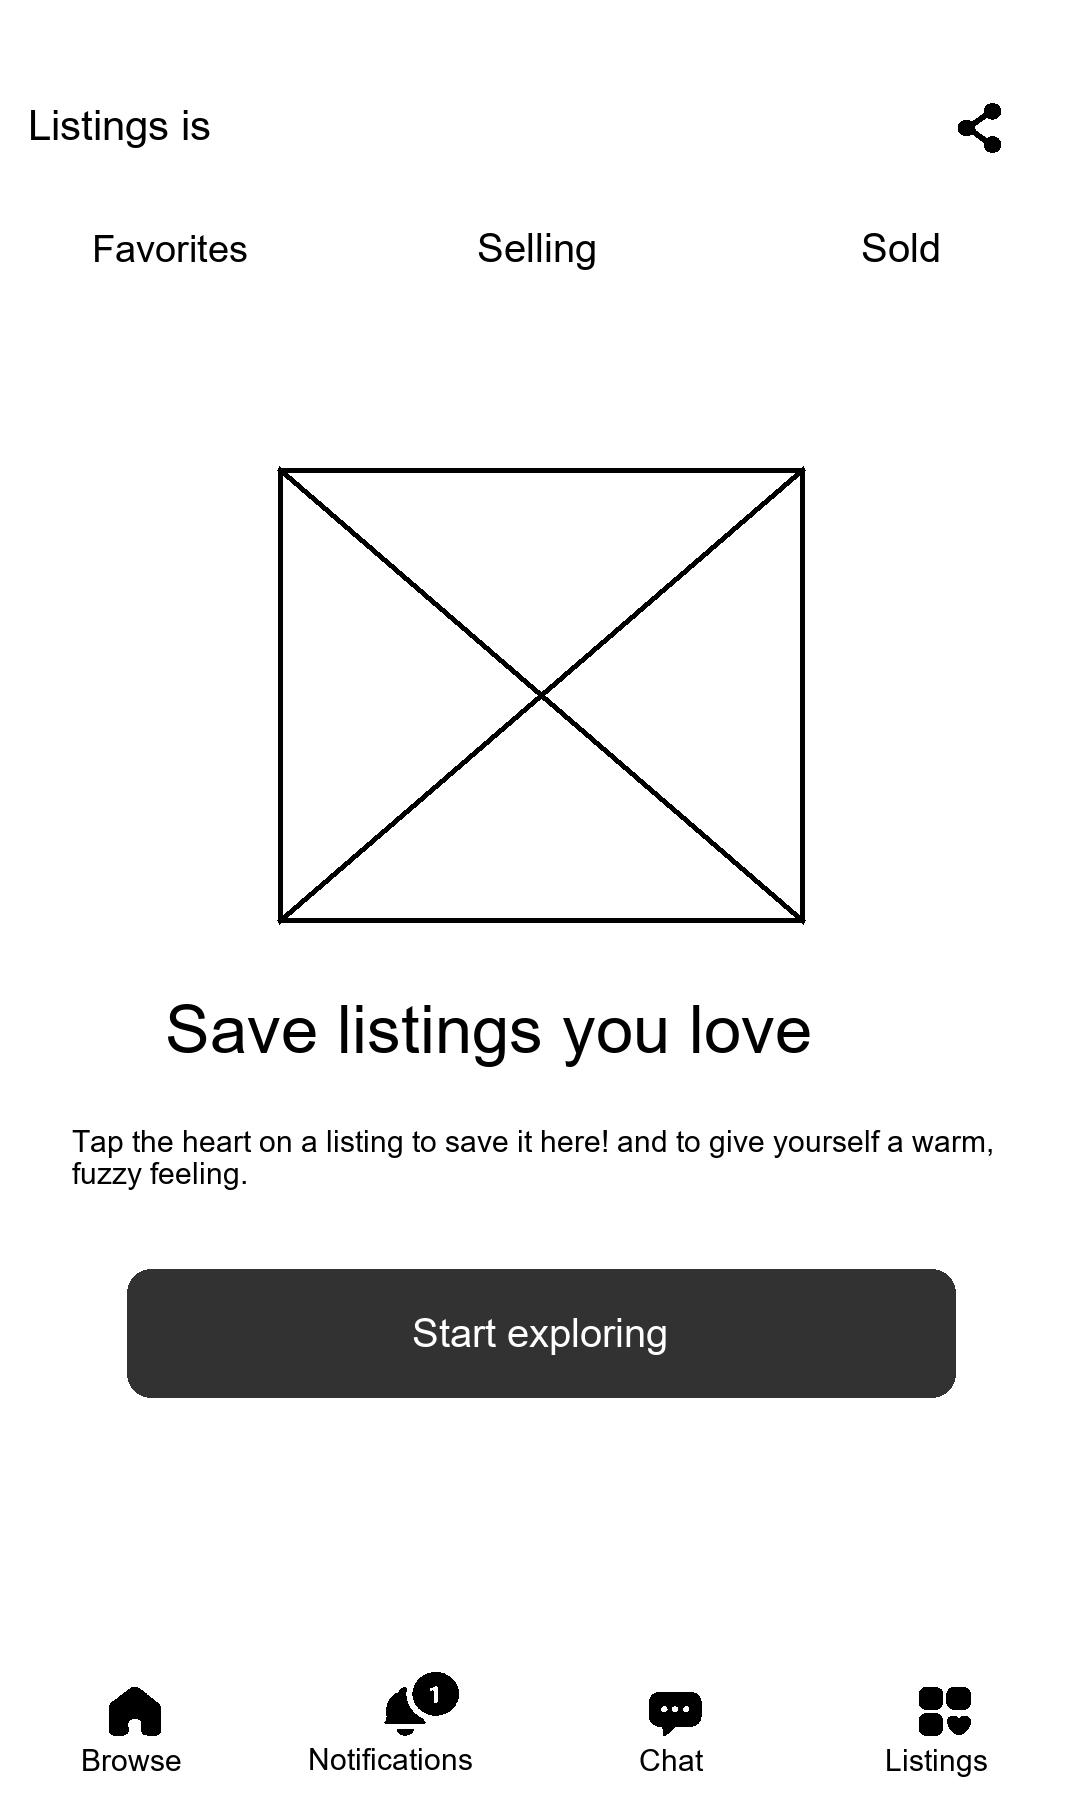 Listings is
Favorites
Selling
Sold
Save listings you love
Tap the heart on a listing to save it here! and to give yourself a warm,
fuzzy feeling.
Start exploring
1
Browse
Notifications
Chat
Listings